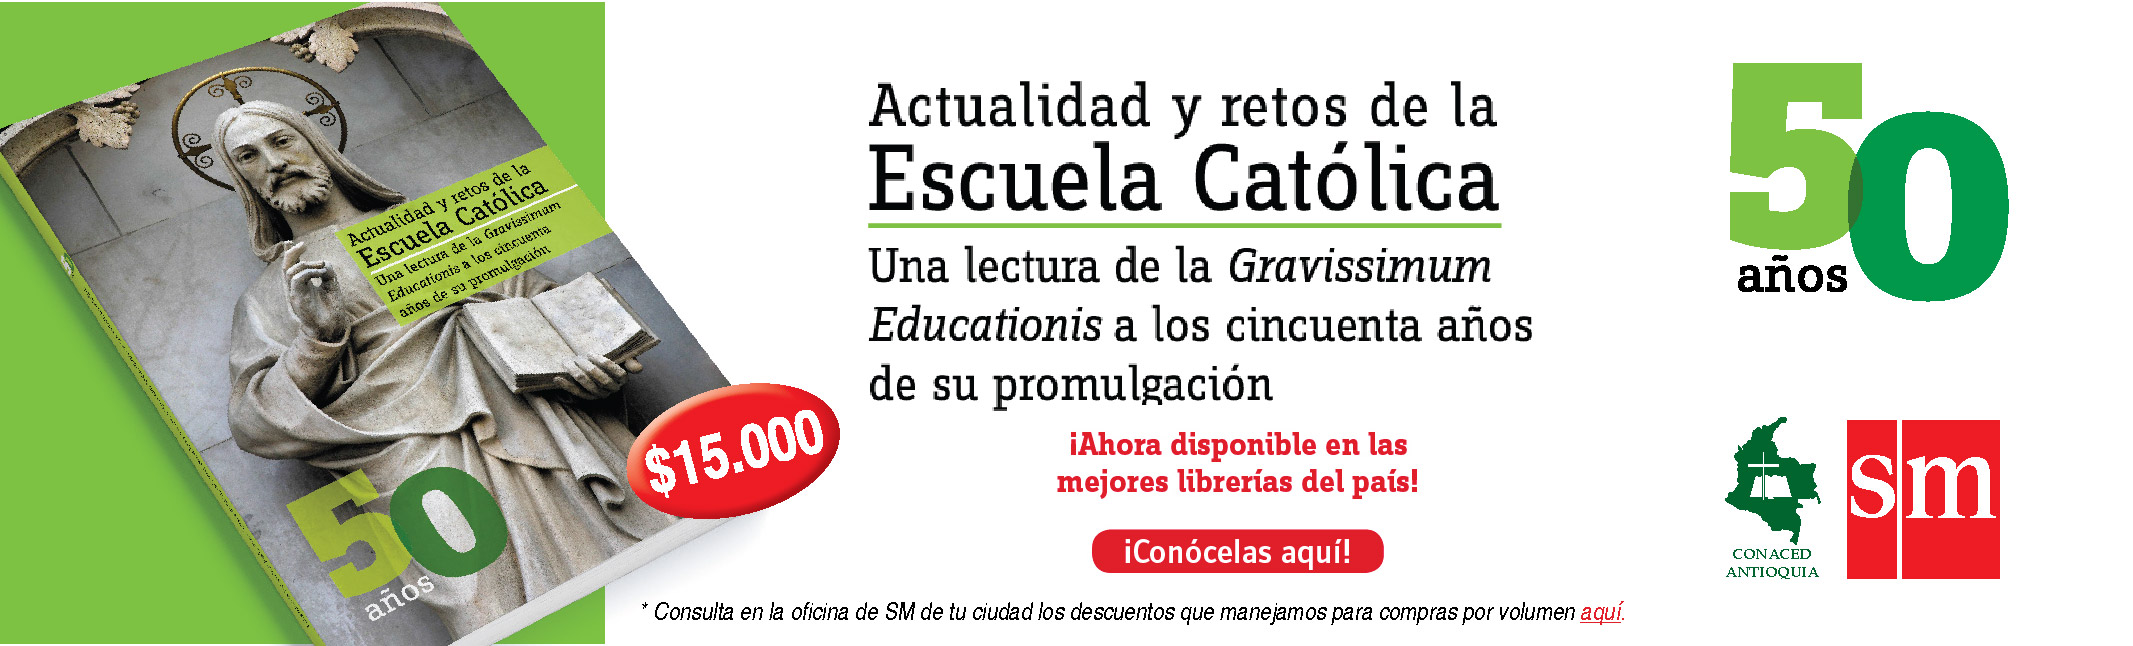 Actualidad y retos de la
Escuela Católica
Una lectura de la Gravissimum
Educationis a los cincuenta
años de su promulgación
50
años
$15.000
Actualidad y retos de la
Escuela Católica
Una lectura de la Gravissimum
Educationis a los cincuenta años
de su promulgación
¡Ahora disponible en las
mejores librerías del país!
¡Conócelas aquí!
* Consulta en la oficina de SM de tu ciudad los descuentos que manejamos para compras por volumen aquí.
50
años
CONACED
ANTIOQUIA
sm